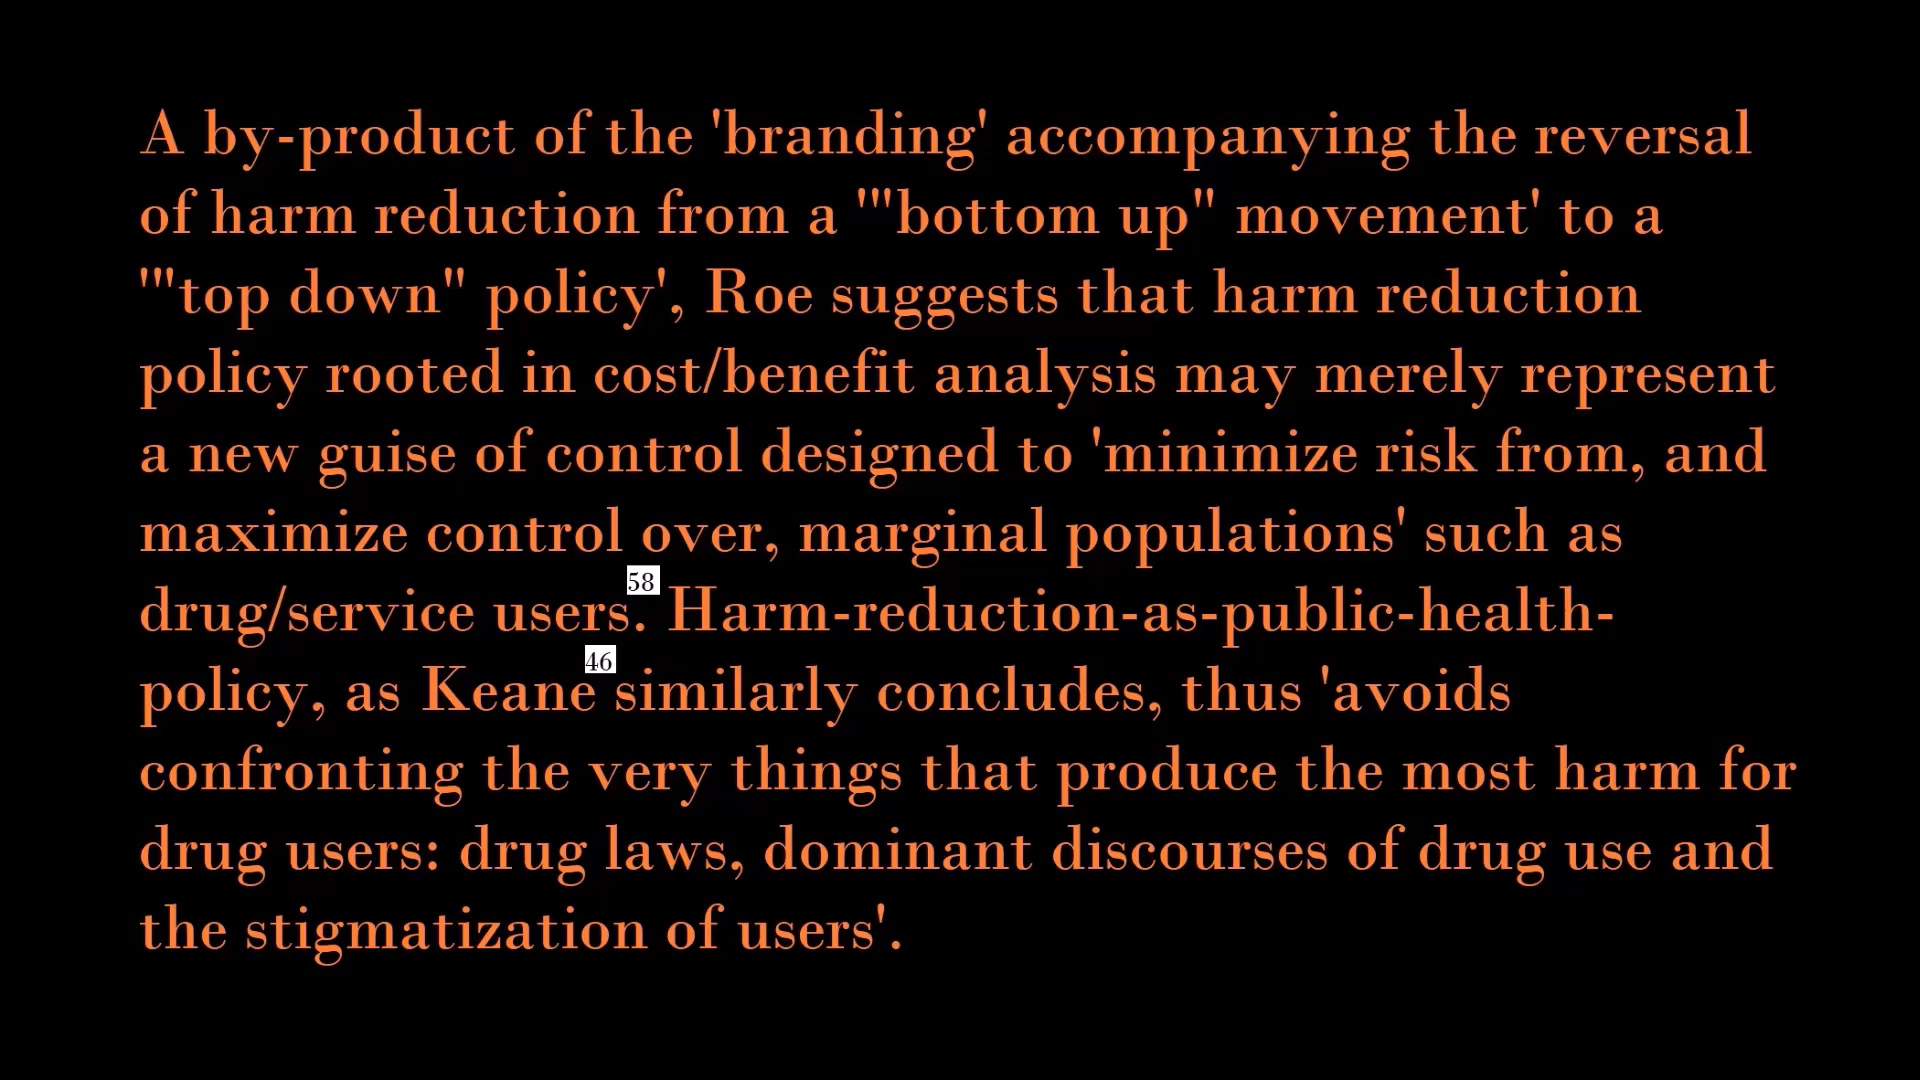 A by-product of the 'branding' accompanying the reversal
of harm reduction from a '"bottom up" movement' to a
'"top down" policy', Roe suggests that harm reduction
policy rooted in cost/benefit analysis may merely represent
a new guise of control designed to 'minimize risk from, and
maximize control over, marginal populations' such as
drug/service users.58 Harm-reduction-as-public-health-
policy, as Keane46 similarly concludes, thus 'avoids
confronting the very things that produce the most harm for
drug users: drug laws, dominant discourses of drug use and
the stigmatization of users'.